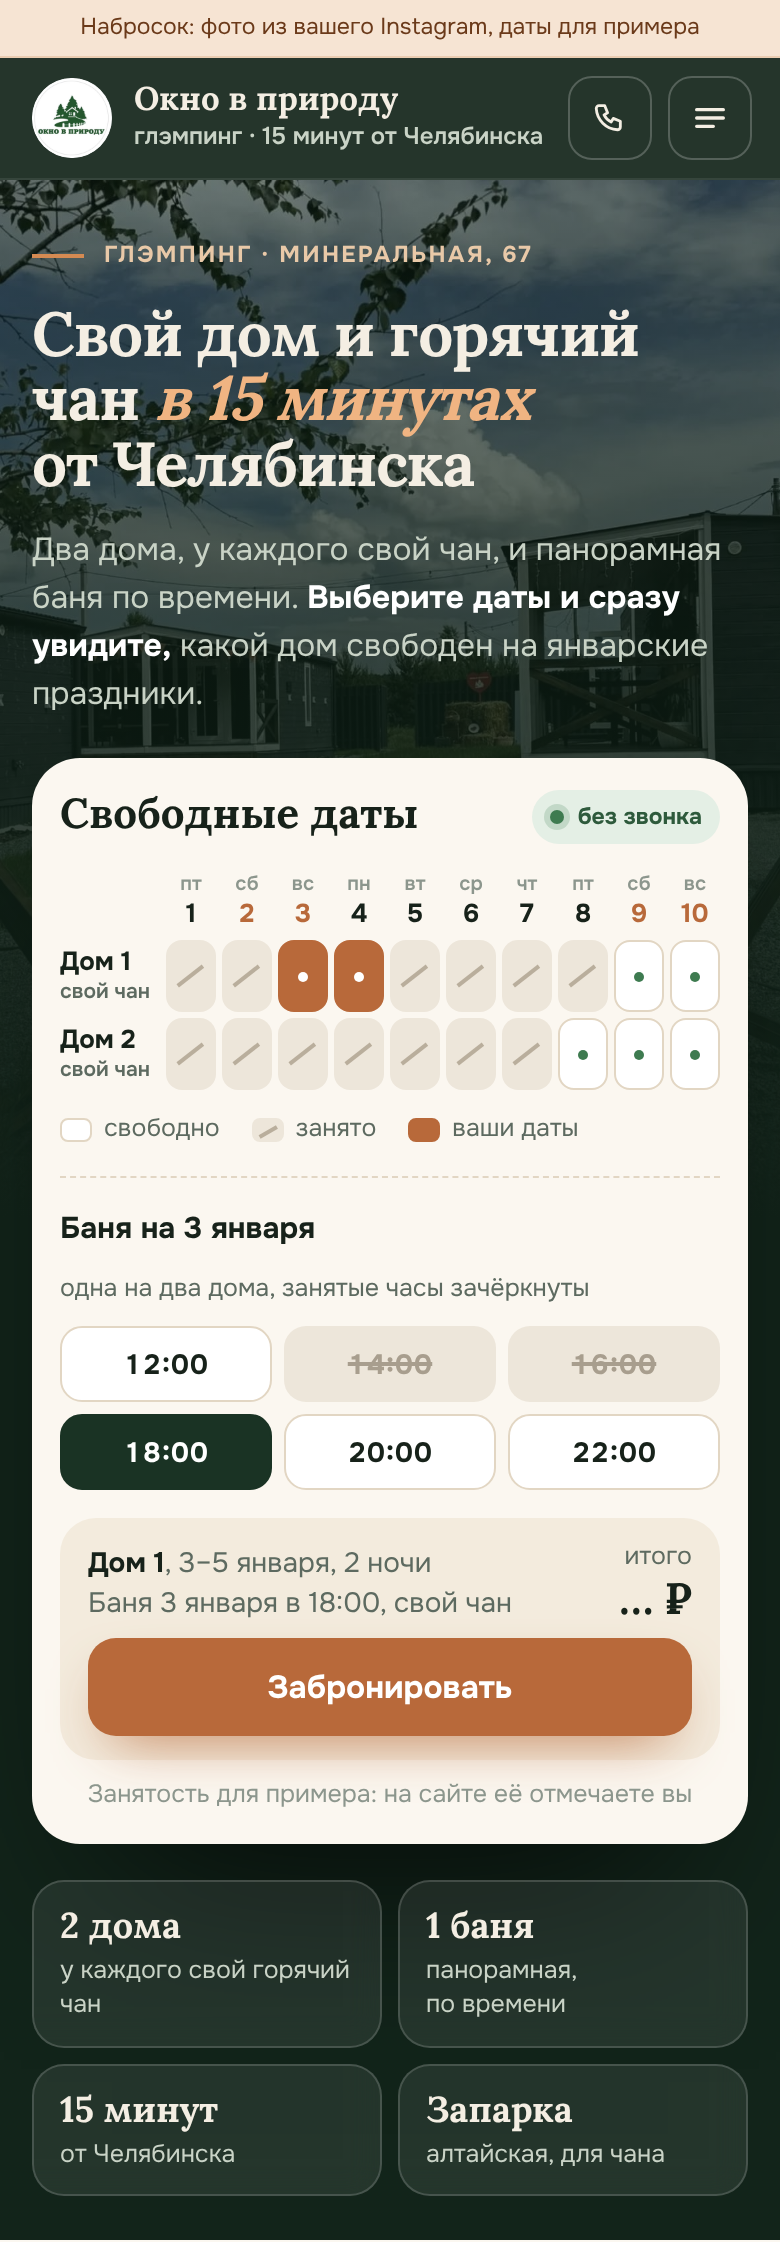 Набросок: фото из вашего Instagram, даты для примера
ОКНО В ПРИРОДУ
Окно в природу
глэмпинг · 15 минут от Челябинска
ГЛЭМПИНГ · МИНЕРАЛЬНАЯ, 67
Свой дом и горячий
чан в 15 минутах
от Челябинска
Два дома, у каждого свой чан, и панорамная
баня по времени. Выберите даты и сразу
увидите, какой дом свободен на январские
праздники.
Свободные даты
без звонка
пт сб вс пн вт ср чт пт сб вс
1 2 3 4 5 6 7 8 9 10
Дом 1
свой чан
Дом 2
свой чан
свободно занято ваши даты
Баня на 3 января
одна на два дома, занятые часы зачёркнуты
12:00 14:00 16:00
18:00 20:00 22:00
Дом 1, 3–5 января, 2 ночи
Баня 3 января в 18:00, свой чан
итого
... ₽
Забронировать
Занятость для примера: на сайте её отмечаете вы
2 дома
у каждого свой горячий
чан
1 баня
панорамная,
по времени
15 минут
от Челябинска
Запарка
алтайская, для чана